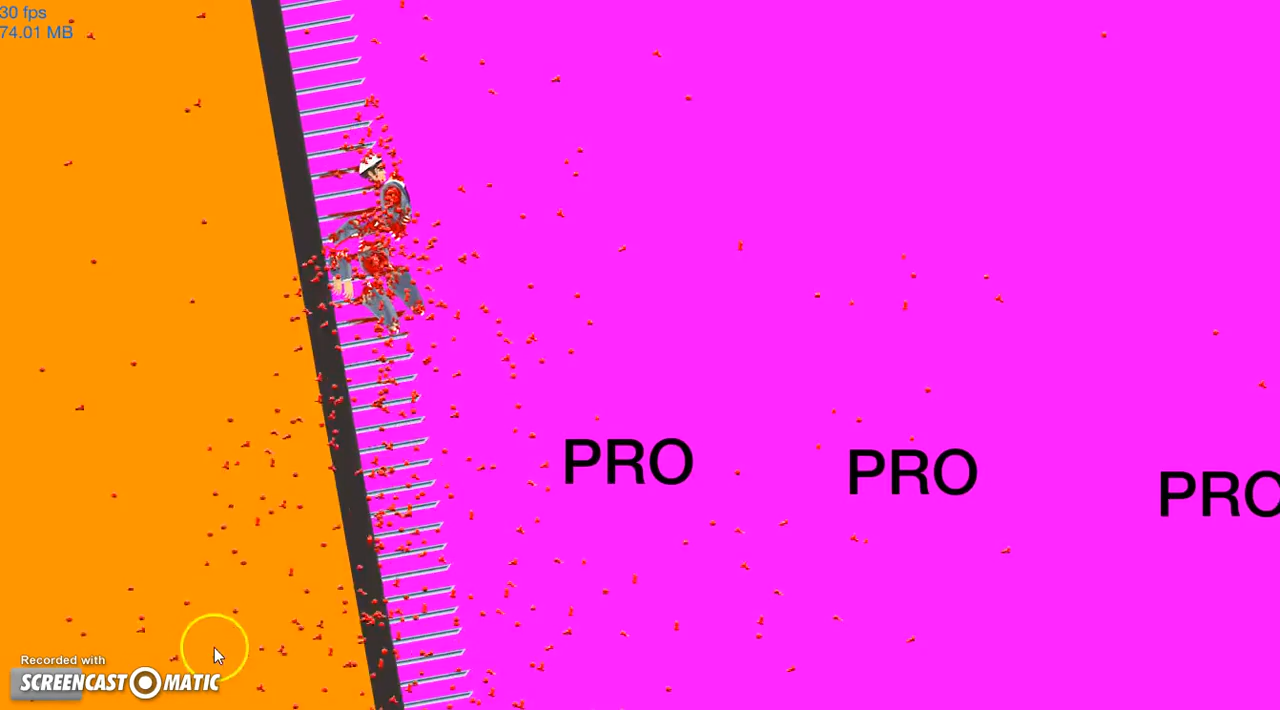 30 fps
74.01 MB
PRO
PRO
PRO
Recorded with
SCREENCAST MATIC